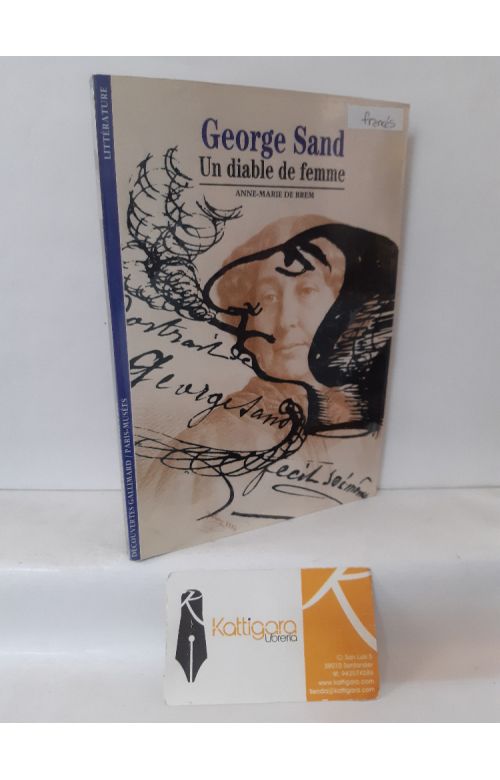 LITTÉRATURE
francés
George Sand
Un diable de femme
ANNE-MARIE DE BREM
Portrait de
George Sand
fecit
DÉCOUVERTES GALLIMARD / PARIS-MUSÉES
R
Kattigara
Librería
C/ San Luis 5
39010 Santander
www.kattigara.com
tienda@kattigara.com